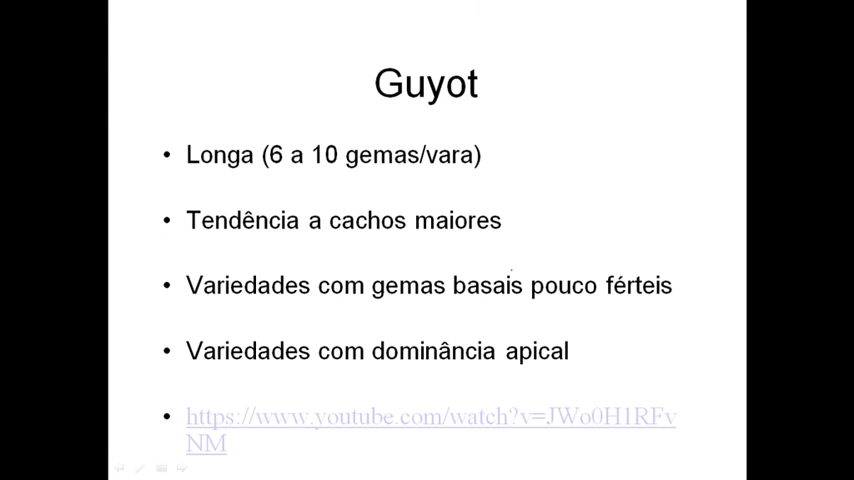 Guyot
• Longa (6 a 10 gemas/vara)
• Tendência a cachos maiores
• Variedades com gemas basais pouco férteis
• Variedades com dominância apical
• https://www.youtube.com/watch?v=JWo0H1RFv
NM